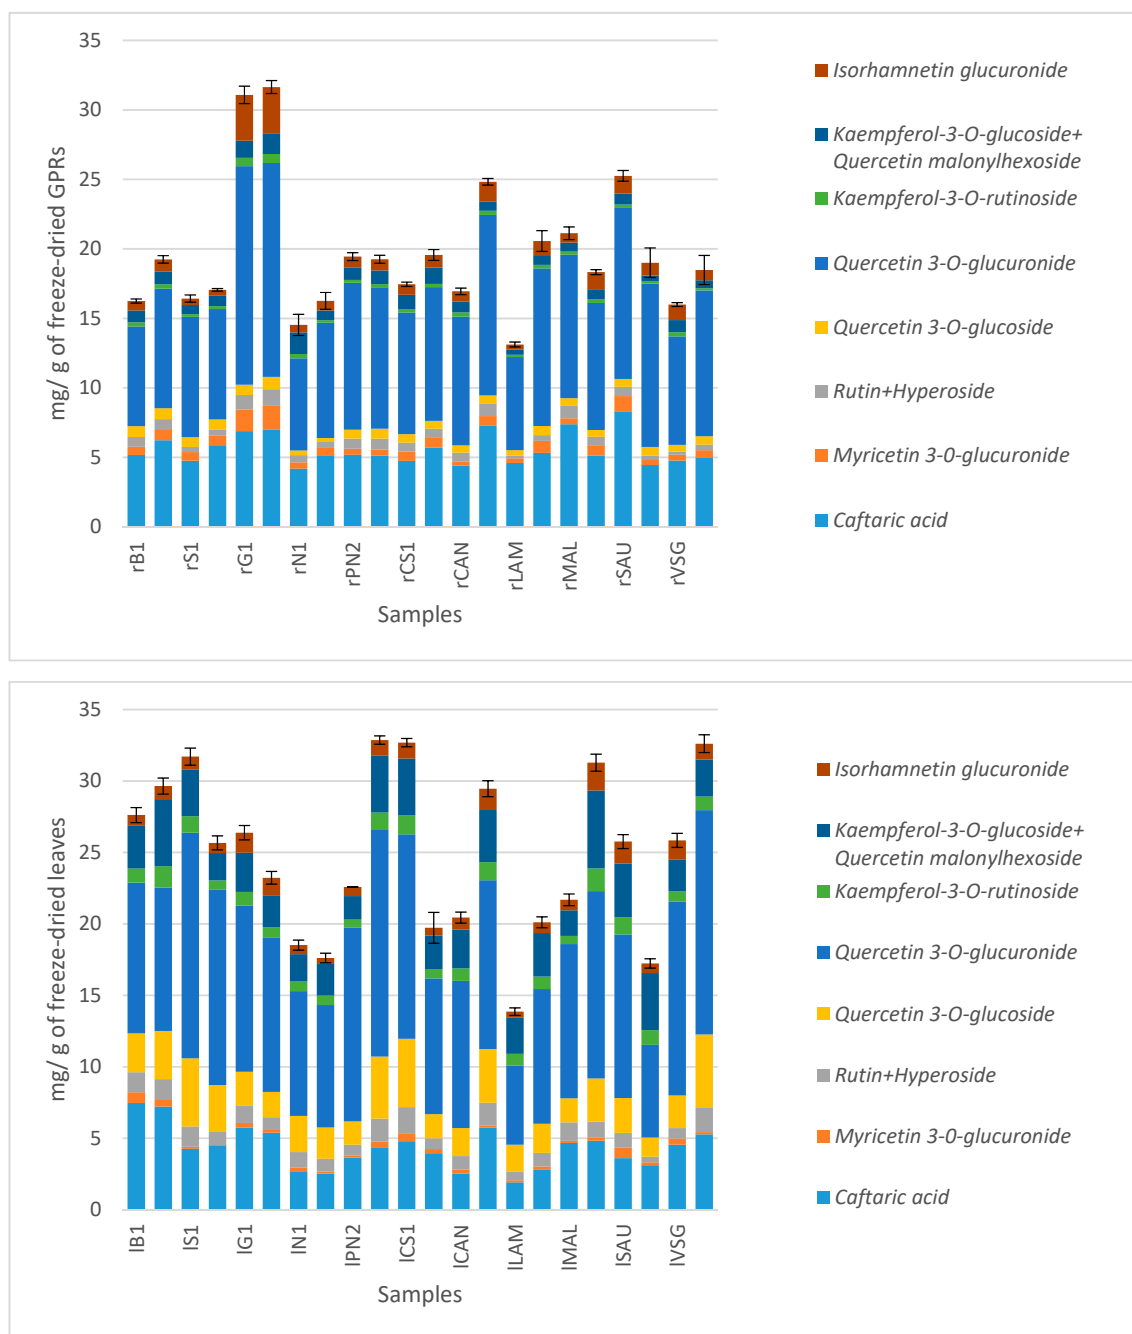 35
30
25
20
15
10
5
0
mg/ g of freeze-dried GPRs
rB1
rS1
rG1
rN1
rPN2
rCS1
rCAN
rLAM
rMAL
rSAU
rVSG
Samples
Isorhamnetin glucuronide
Kaempferol-3-O-glucoside+
Quercetin malonylhexoside
Kaempferol-3-O-rutinoside
Quercetin 3-O-glucuronide
Quercetin 3-O-glucoside
Rutin+Hyperoside
Myricetin 3-0-glucuronide
Caftaric acid
35
30
25
20
15
10
5
0
mg/ g of freeze-dried leaves
lB1
lS1
lG1
lN1
lPN2
lCS1
lCAN
lLAM
lMAL
lSAU
lVSG
Samples
Isorhamnetin glucuronide
Kaempferol-3-O-glucoside+
Quercetin malonylhexoside
Kaempferol-3-O-rutinoside
Quercetin 3-O-glucuronide
Quercetin 3-O-glucoside
Rutin+Hyperoside
Myricetin 3-0-glucuronide
Caftaric acid